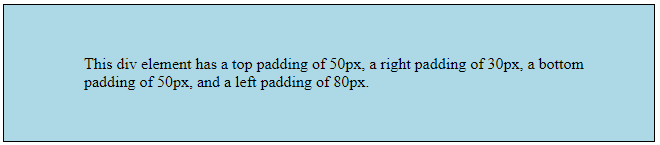 This div element has a top padding of 50px, a right padding of 30px, a bottom
padding of 50px, and a left padding of 80px.